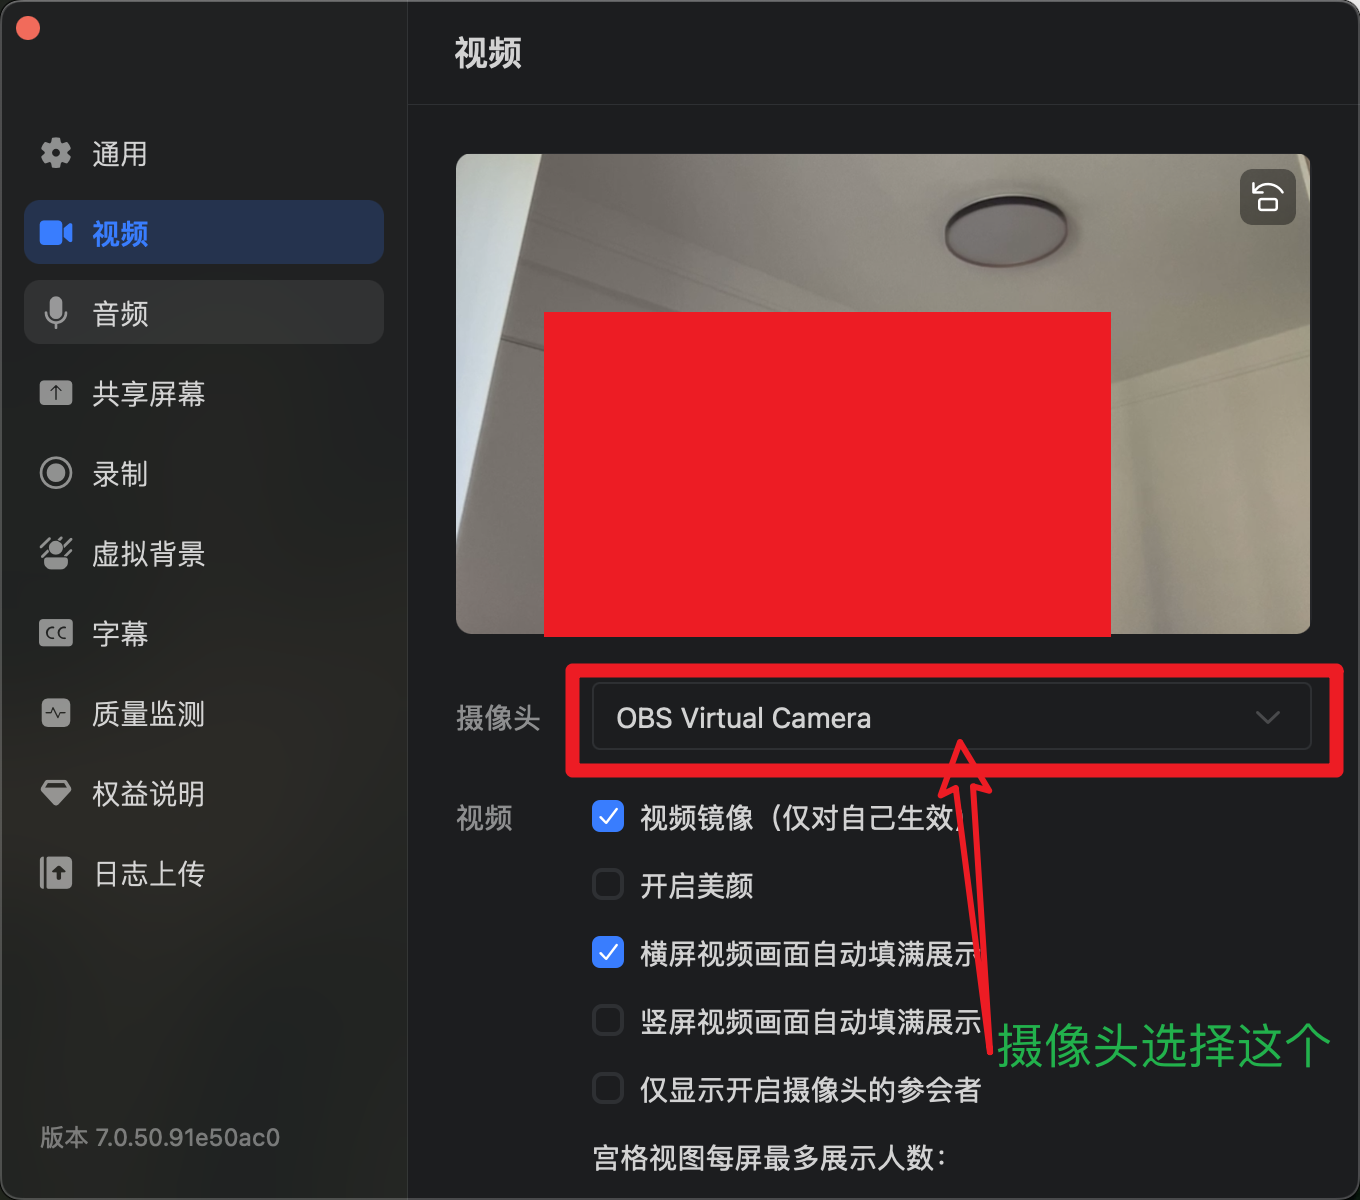 视频
通用
视频
音频
共享屏幕
录制
虚拟背景
CC 字幕
质量监测
权益说明
日志上传
版本 7.0.50.91e50ac0
摄像头 OBS Virtual Camera
视频 视频镜像（仅对自己生效）
开启美颜
横屏视频画面自动填满展示
竖屏视频画面自动填满展示
摄像头选择这个
仅显示开启摄像头的参会者
宫格视图每屏最多展示人数：